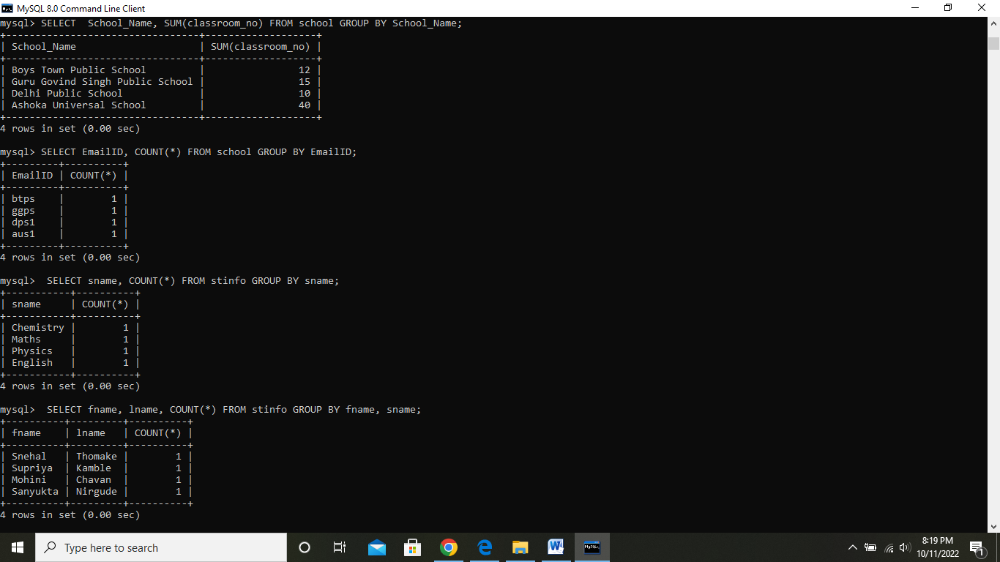 MySQL 8.0 Command Line Client
mysql> SELECT  School_Name, SUM(classroom_no) FROM school GROUP BY School_Name;
+---------------------------------+-------------------+
| School_Name                     | SUM(classroom_no) |
+---------------------------------+-------------------+
| Boys Town Public School         |                12 |
| Guru Govind Singh Public School |                15 |
| Delhi Public School             |                10 |
| Ashoka Universal School         |                40 |
+---------------------------------+-------------------+
4 rows in set (0.00 sec)
mysql> SELECT EmailID, COUNT(*) FROM school GROUP BY EmailID;
+---------+----------+
| EmailID | COUNT(*) |
+---------+----------+
| btps    |        1 |
| ggps    |        1 |
| dps1    |        1 |
| aus1    |        1 |
+---------+----------+
4 rows in set (0.00 sec)
mysql>  SELECT sname, COUNT(*) FROM stinfo GROUP BY sname;
+-----------+----------+
| sname     | COUNT(*) |
+-----------+----------+
| Chemistry |        1 |
| Maths     |        1 |
| Physics   |        1 |
| English   |        1 |
+-----------+----------+
4 rows in set (0.00 sec)
mysql>  SELECT fname, lname, COUNT(*) FROM stinfo GROUP BY fname, sname;
+----------+---------+----------+
| fname    | lname   | COUNT(*) |
+----------+---------+----------+
| Snehal   | Thomake |        1 |
| Supriya  | Kamble  |        1 |
| Mohini   | Chavan  |        1 |
| Sanyukta | Nirgude |        1 |
+----------+---------+----------+
4 rows in set (0.00 sec)
Type here to search
8:19 PM
10/11/2022
1